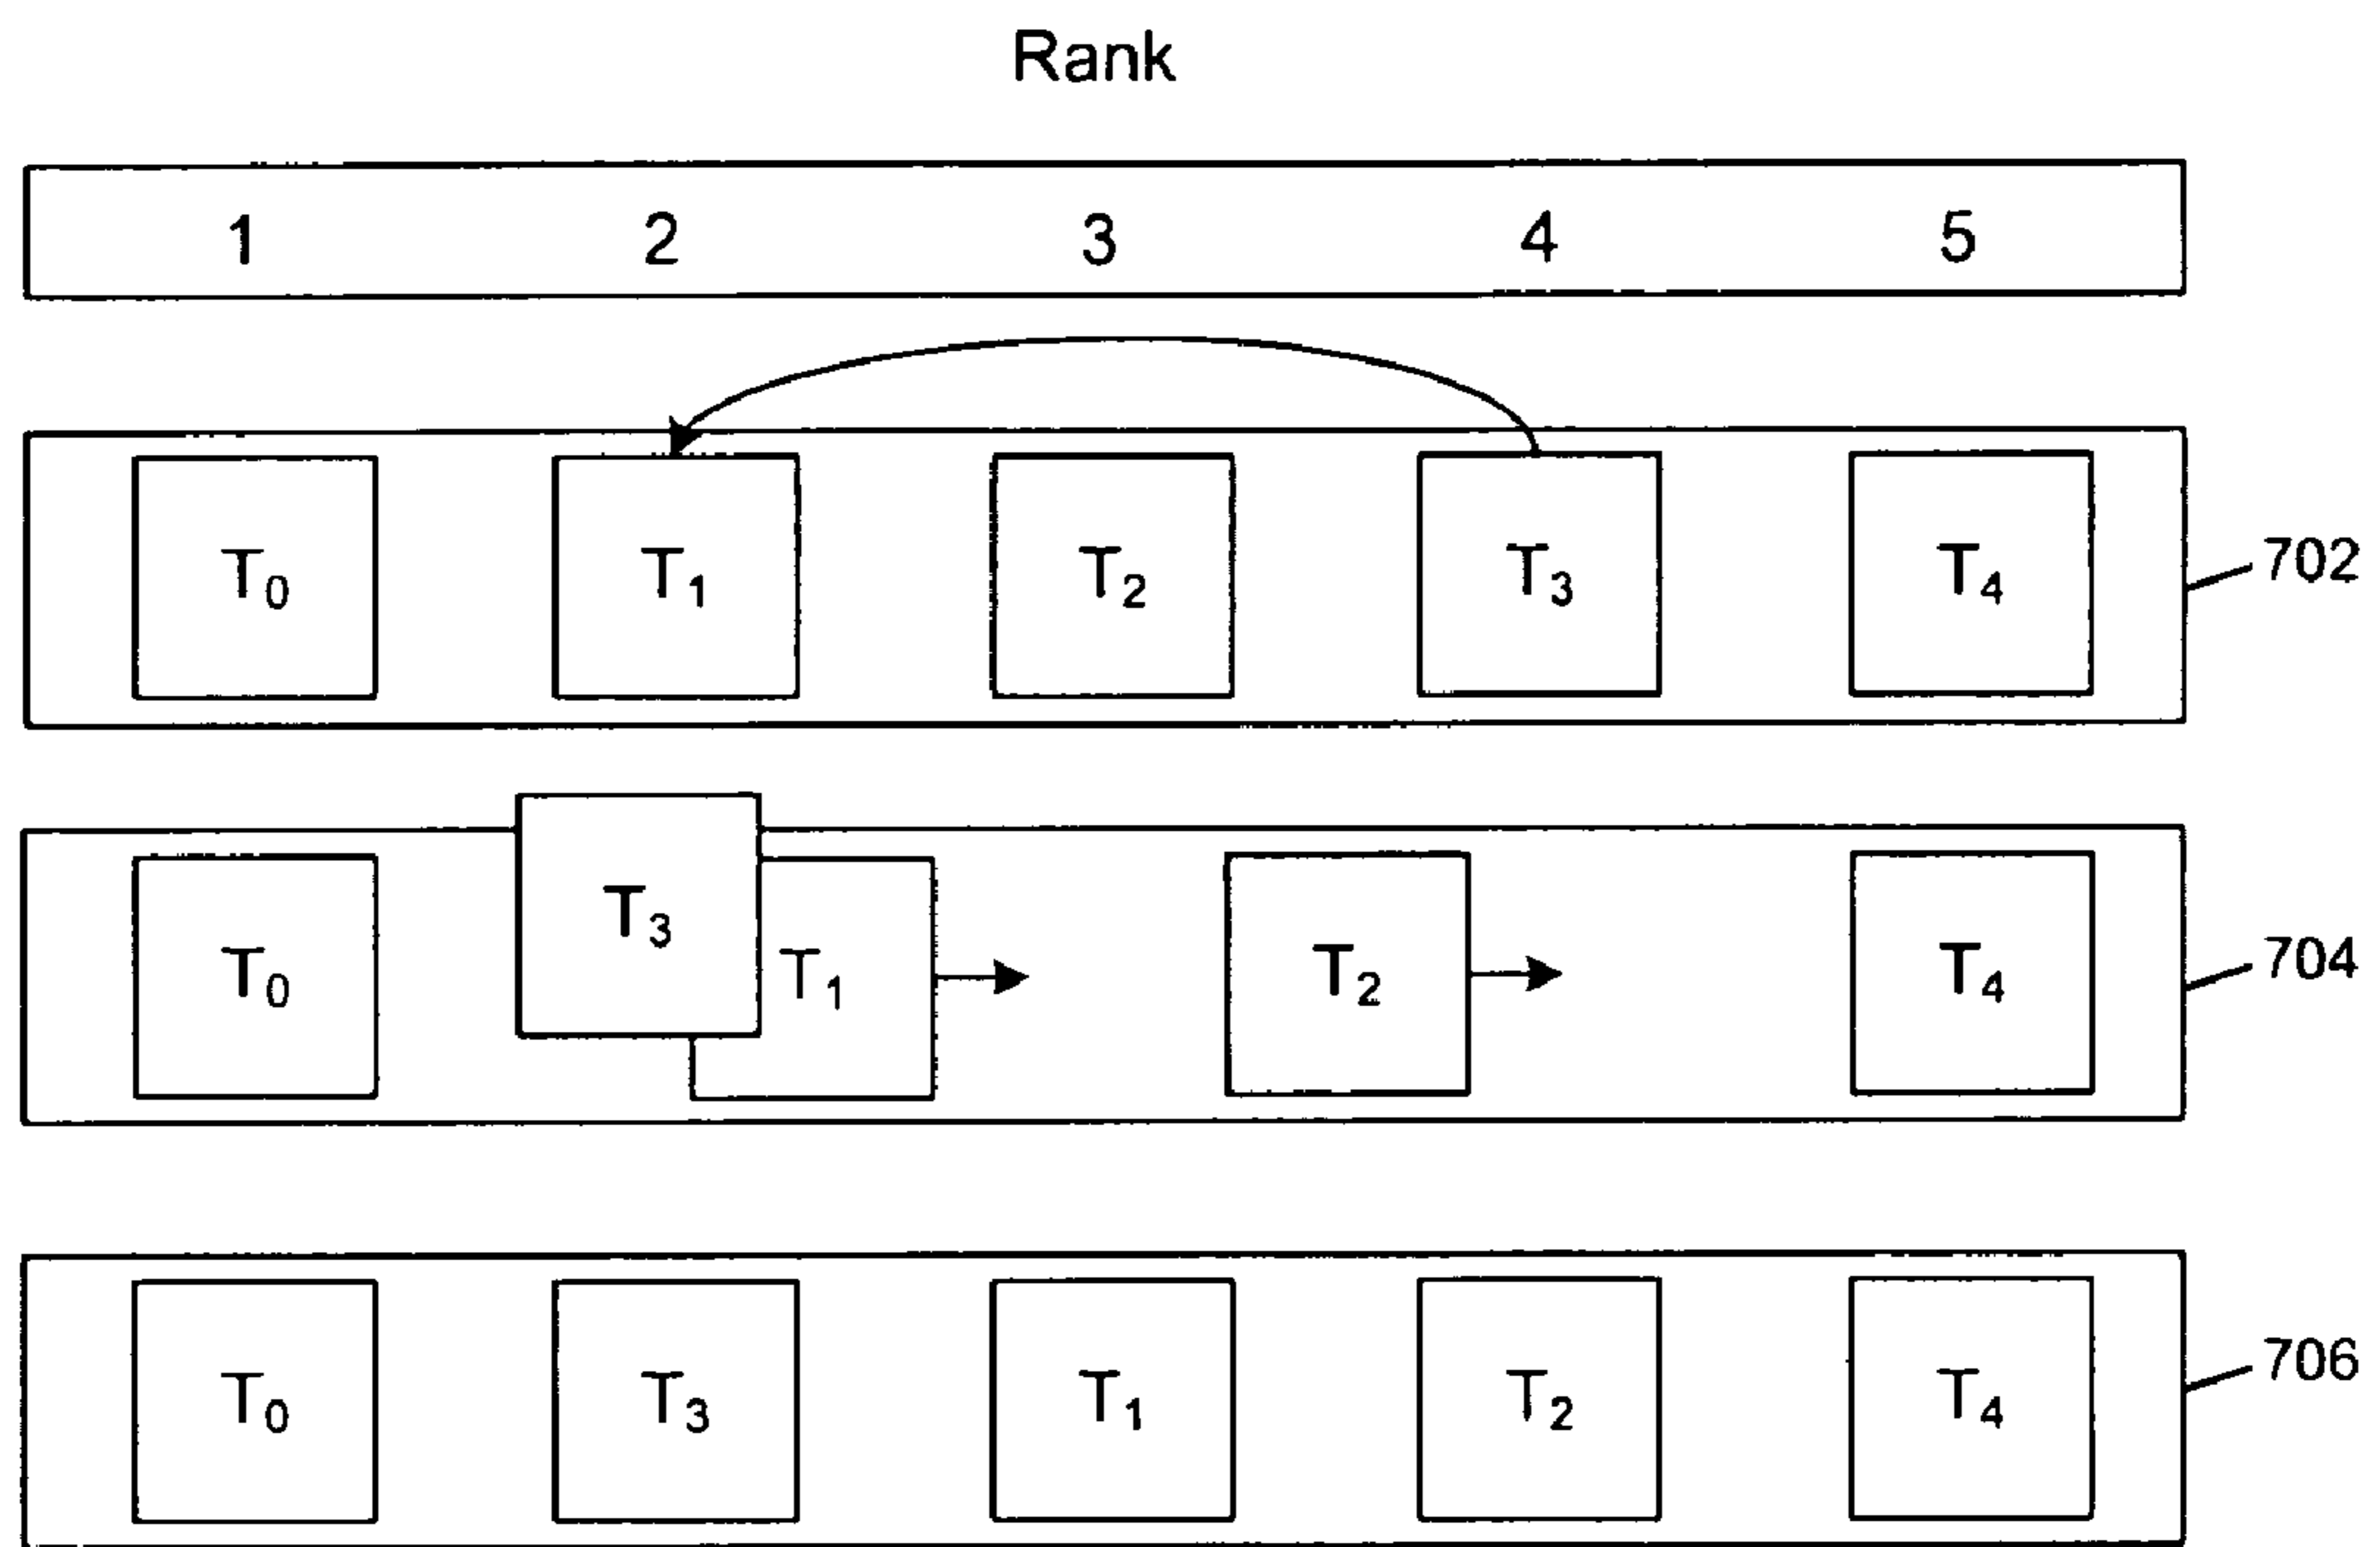 Rank
1 2 3 4 5
T₀ T₁ T₂ T₃ T₄ 702
T₀ T₃ T₁ T₂ T₄ 704
T₀ T₃ T₁ T₂ T₄ 706